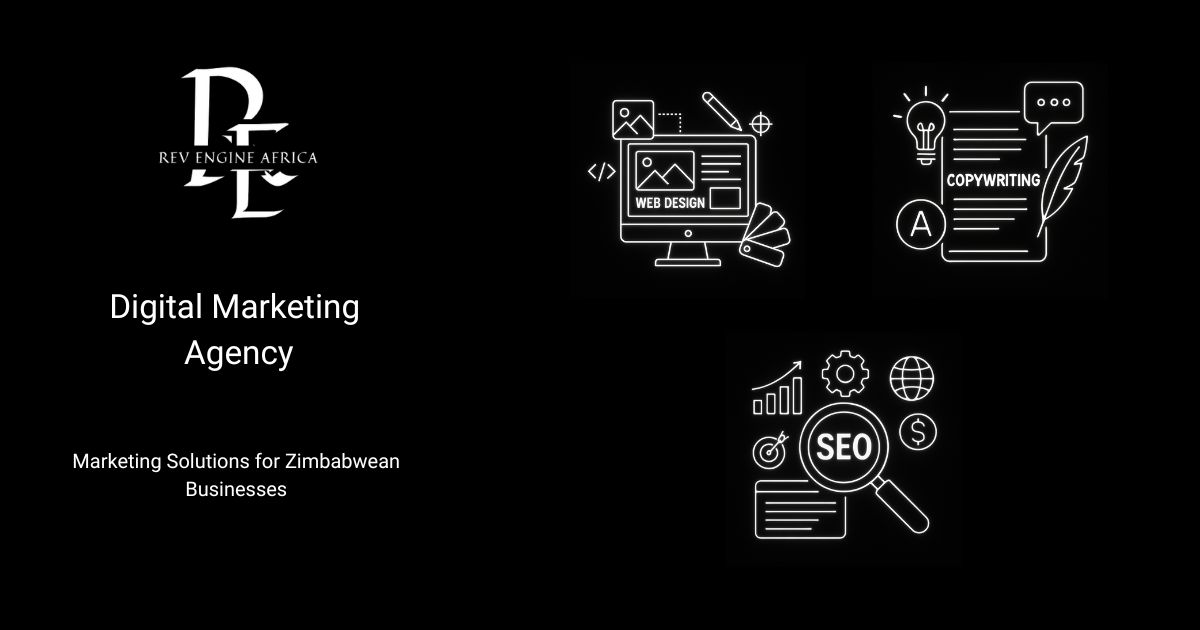 REV ENGINE AFRICA
Digital Marketing
Agency
Marketing Solutions for Zimbabwean
Businesses
</>
WEB DESIGN
COPYWRITING
A
SEO
$